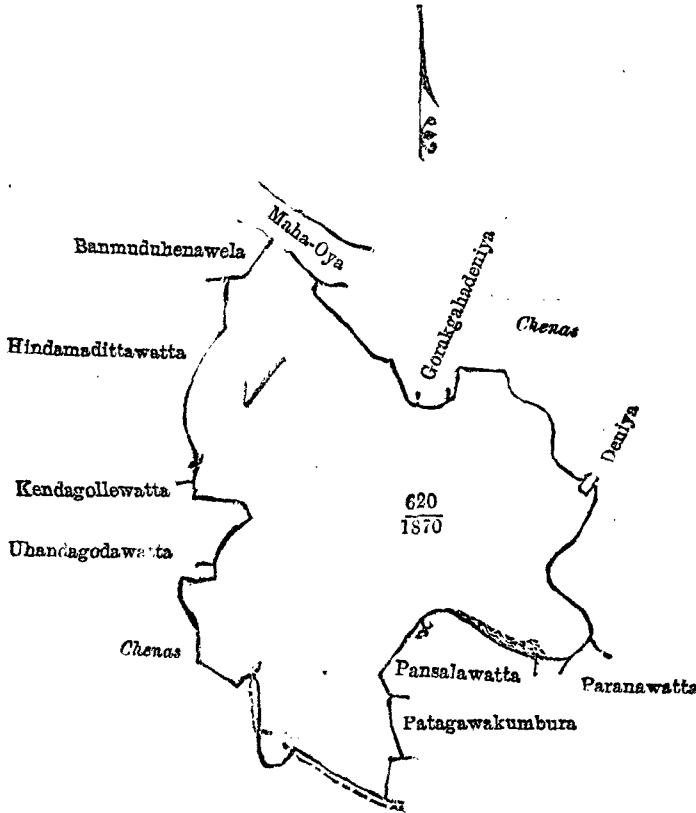 Maha-Oya
Banmuduhenawela
Gorakgahadeniya
Chenas
Hindamadittawatta
Deniya
Kendagollewatta
620
1870
Uhandagodawatta
Chenas
Pansalawatta
Paranawatta
Patagawakumbura